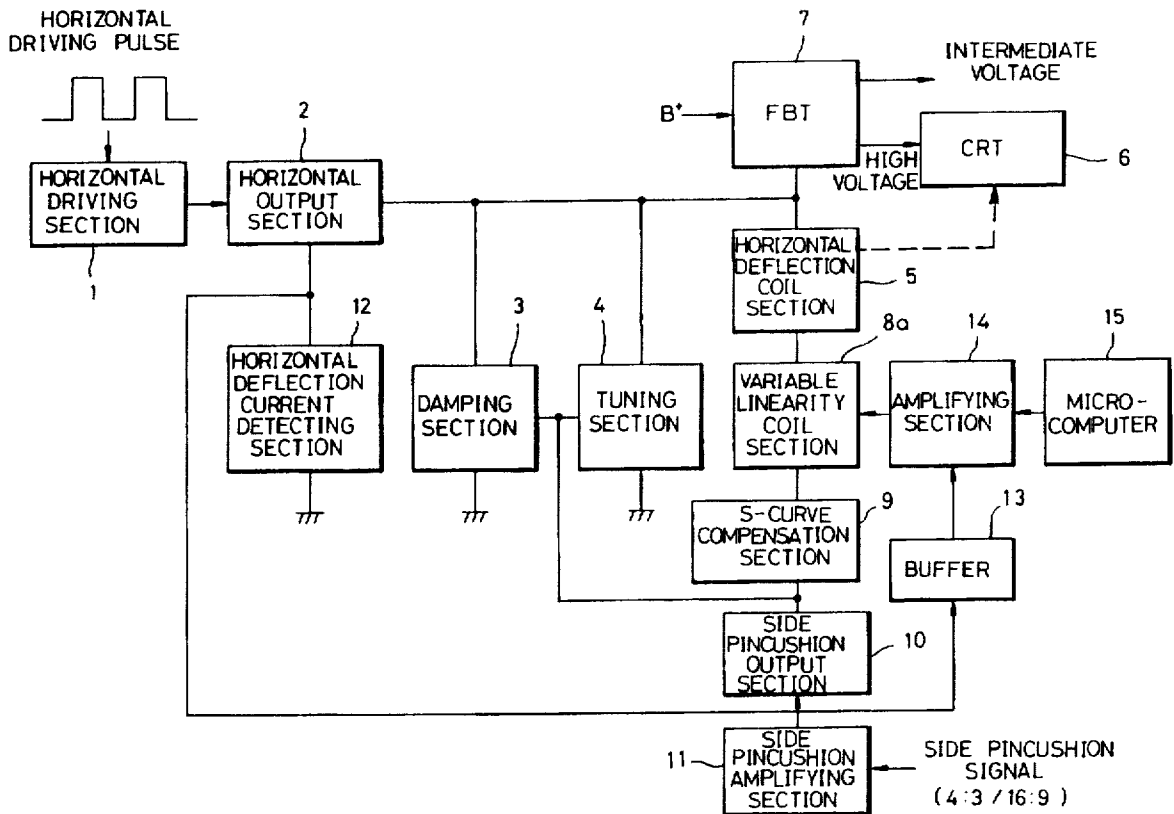 HORIZONTAL
DRIVING PULSE
7
INTERMEDIATE
VOLTAGE
2
B+
FBT
CRT
6
HIGH
VOLTAGE
HORIZONTAL
DRIVING
SECTION
1
HORIZONTAL
OUTPUT
SECTION
HORIZONTAL
DEFLECTION
COIL
SECTION
5
12
3
4
8a
14
15
HORIZONTAL
DEFLECTION
CURRENT
DETECTING
SECTION
DAMPING
SECTION
TUNING
SECTION
VARIABLE
LINEARITY
COIL
SECTION
AMPLIFYING
SECTION
MICRO-
COMPUTER
S-CURVE
COMPENSATION
SECTION
9
13
BUFFER
SIDE
PINCUSHION
OUTPUT
SECTION
10
11
SIDE
PINCUSHION
AMPLIFYING
SECTION
SIDE PINCUSHION
SIGNAL
(4:3/16:9)